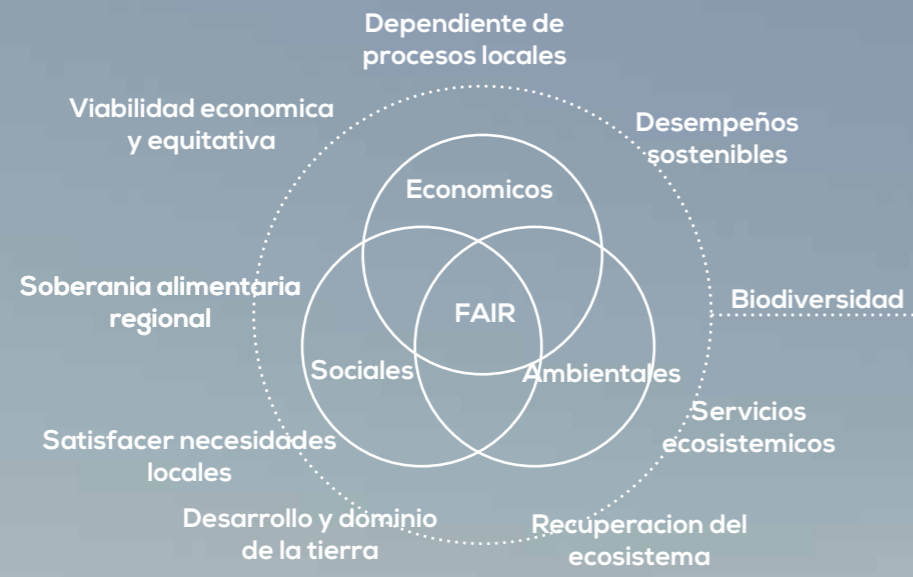 Dependiente de
procesos locales
Viabilidad economica
y equitativa
Desempeños
sostenibles
Economicos
Soberania alimentaria
regional
FAIR
Biodiversidad
Sociales
Ambientales
Servicios
ecosistemicos
Satisfacer necesidades
locales
Desarrollo y dominio
de la tierra
Recuperacion del
ecosistema